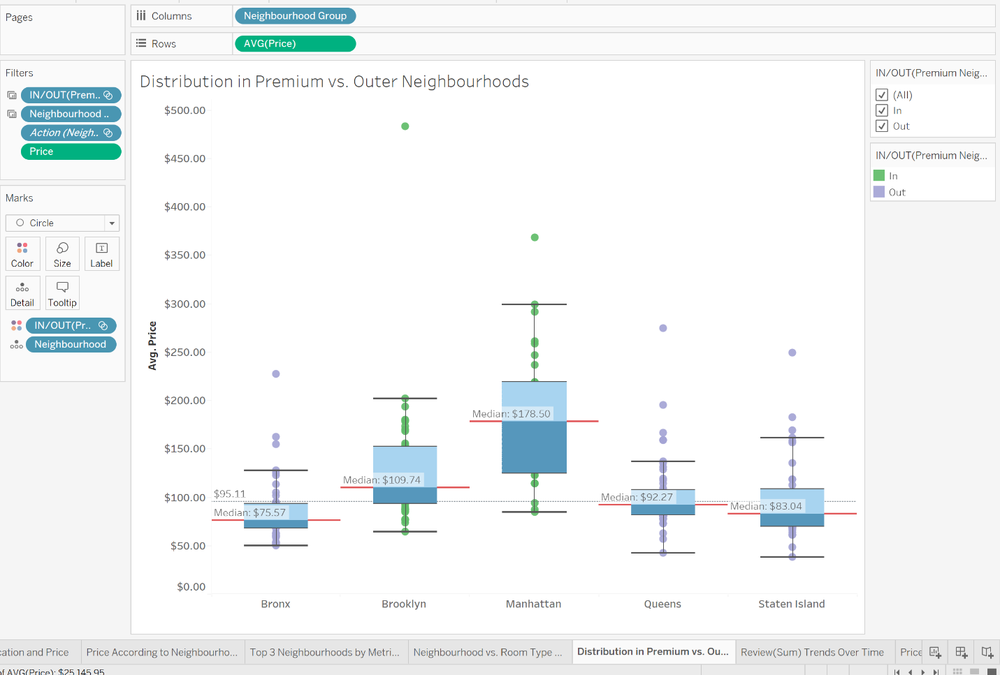 Pages
Columns
Neighbourhood Group
Rows
AVG(Price)
Filters
IN/OUT(Prem..
Neighbourhood ..
Action (Neigh..
Price
Marks
Circle
Color
Size
Label
Detail
Tooltip
IN/OUT(Pr..
Neighbourhood
Distribution in Premium vs. Outer Neighbourhoods
$500.00
$450.00
$400.00
$350.00
$300.00
$250.00
$200.00
$150.00
$100.00
$50.00
$0.00
Avg. Price
Median: $178.50
Median: $109.74
$95.11
Median: $92.27
Median: $83.04
Median: $75.57
Bronx
Brooklyn
Manhattan
Queens
Staten Island
IN/OUT(Premium Neig...
(All)
In
Out
IN/OUT(Premium Neig...
In
Out
cation and Price
Price According to Neighbourho...
Top 3 Neighbourhoods by Metri...
Neighbourhood vs. Room Type ...
Distribution in Premium vs. Ou...
Review(Sum) Trends Over Time
Price
of AVG(Price): $25,145.95